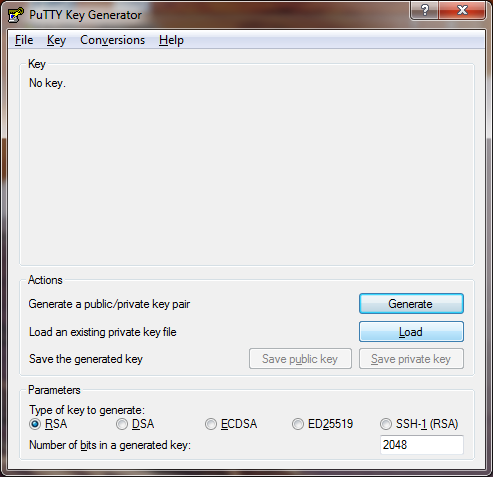 PuTTY Key Generator
File Key Conversions Help
Key
No key.
Actions
Generate a public/private key pair Generate
Load an existing private key file Load
Save the generated key Save public key Save private key
Parameters
Type of key to generate:
RSA DSA ECDSA ED25519 SSH-1 (RSA)
Number of bits in a generated key: 2048